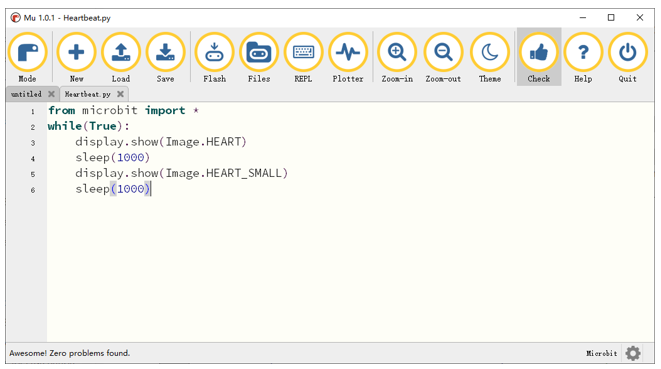 Mu 1.0.1 - Heartbeat.py
Mode New Load Save Flash Files REPL Plotter Zoom-in Zoom-out Theme Check Help Quit
untitled Heartbeat.py
1 from microbit import *
2 while(True):
3 display.show(Image.HEART)
4 sleep(1000)
5 display.show(Image.HEART_SMALL)
6 sleep(1000)
Awesome! Zero problems found. Microbit